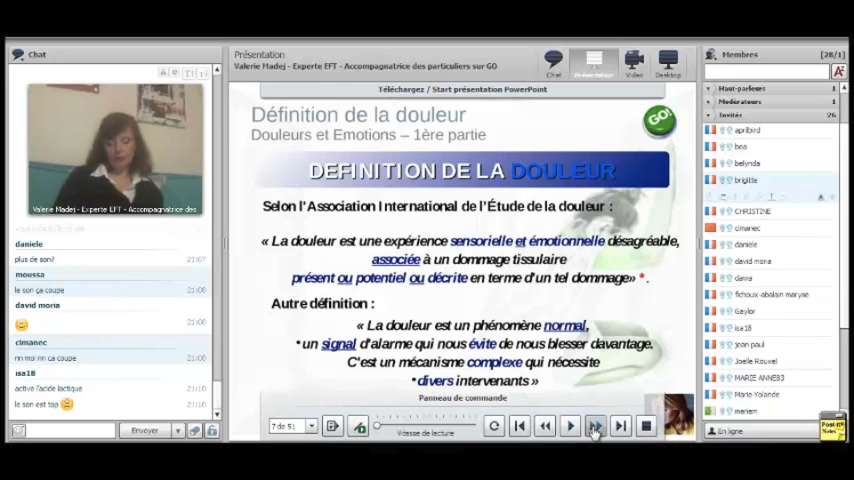 Chat
Valerie Madej - Experte EFT - Accompagnatrice des
daniele
plus de son?
21:07
moussa
le son ça coupe
21:08
david moria
21:08
cimanec
nn moi nn ça coupe
21:08
isa18
active l'acide lactique
21:10
le son est top
21:10
Envoyer
Présentation
Valerie Madej - Experte EFT - Accompagnatrice des particuliers sur GO
Chat
Présentation
Video
Desktop
Téléchargez / Start présentation PowerPoint
Définition de la douleur
Douleurs et Emotions – 1ère partie
GO!
DEFINITION DE LA DOULEUR
Selon l'Association International de l'Étude de la douleur :
« La douleur est une expérience sensorielle et émotionnelle désagréable,
associée à un dommage tissulaire
présent ou potentiel ou décrite en terme d'un tel dommage» * .
Autre définition :
« La douleur est un phénomène normal,
•un signal d'alarme qui nous évite de nous blesser davantage.
C'est un mécanisme complexe qui nécessite
•divers intervenants »
Panneau de commande
7 de 51
Vitesse de lecture
Membres
[28/1]
Haut-parleurs
1
Modérateurs
1
Invités
26
aprilbird
bea
belynda
brigitte
CHRISTINE
cimanec
daniele
david moria
dawia
fichoux-abalain maryse
Gaylor
isa18
jean paul
Joelle Rouxel
MARIE ANNE83
Marie-Yolande
meriem
En ligne
Post-it
Notes